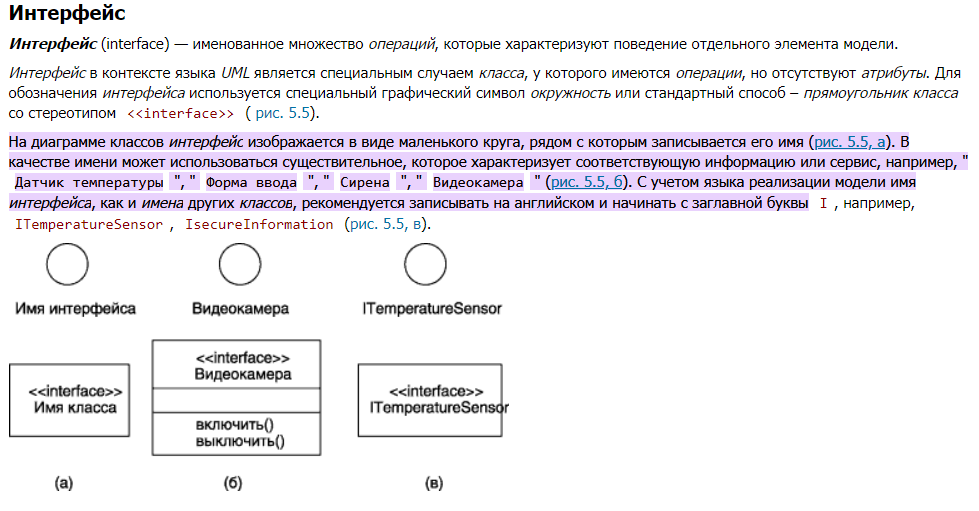 Интерфейс
Интерфейс (interface) — именованное множество операций, которые характеризуют поведение отдельного элемента модели.
Интерфейс в контексте языка UML является специальным случаем класса, у которого имеются операции, но отсутствуют атрибуты. Для
обозначения интерфейса используется специальный графический символ окружность или стандартный способ – прямоугольник класса
со стереотипом <<interface>> ( рис. 5.5).
На диаграмме классов интерфейс изображается в виде маленького круга, рядом с которым записывается его имя (рис. 5.5, а). В
качестве имени может использоваться существительное, которое характеризует соответствующую информацию или сервис, например, "
Датчик температуры "," Форма ввода "," Сирена "," Видеокамера " (рис. 5.5, б). С учетом языка реализации модели имя
интерфейса, как и имена других классов, рекомендуется записывать на английском и начинать с заглавной буквы I , например,
ITemperatureSensor , IsecureInformation (рис. 5.5, в).
Имя интерфейса Видеокамера ITemperatureSensor
<<interface>>
Имя класса
<<interface>>
Видеокамера
включить()
выключить()
<<interface>>
ITemperatureSensor
(а) (б) (в)